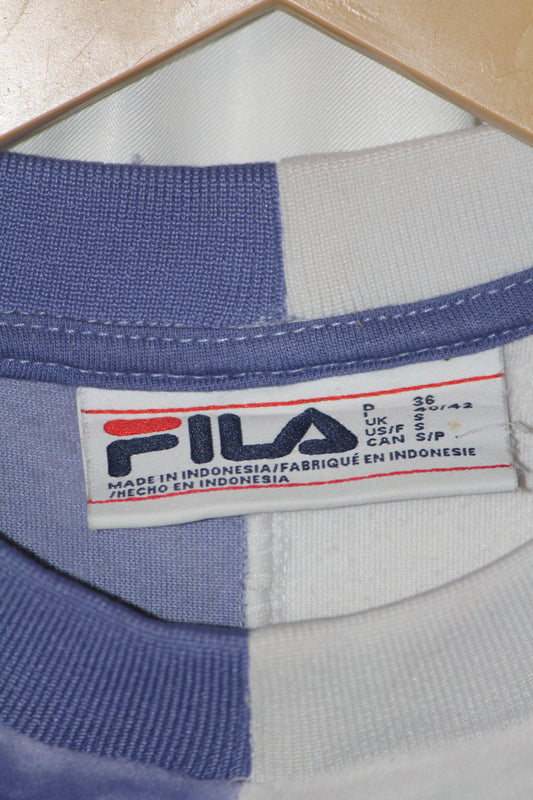 FILA
D 36
40/42
UK S
US/F S
CAN S/P
MADE IN INDONESIA/FABRIQUÉ EN INDONESIE
/HECHO EN INDONESIA